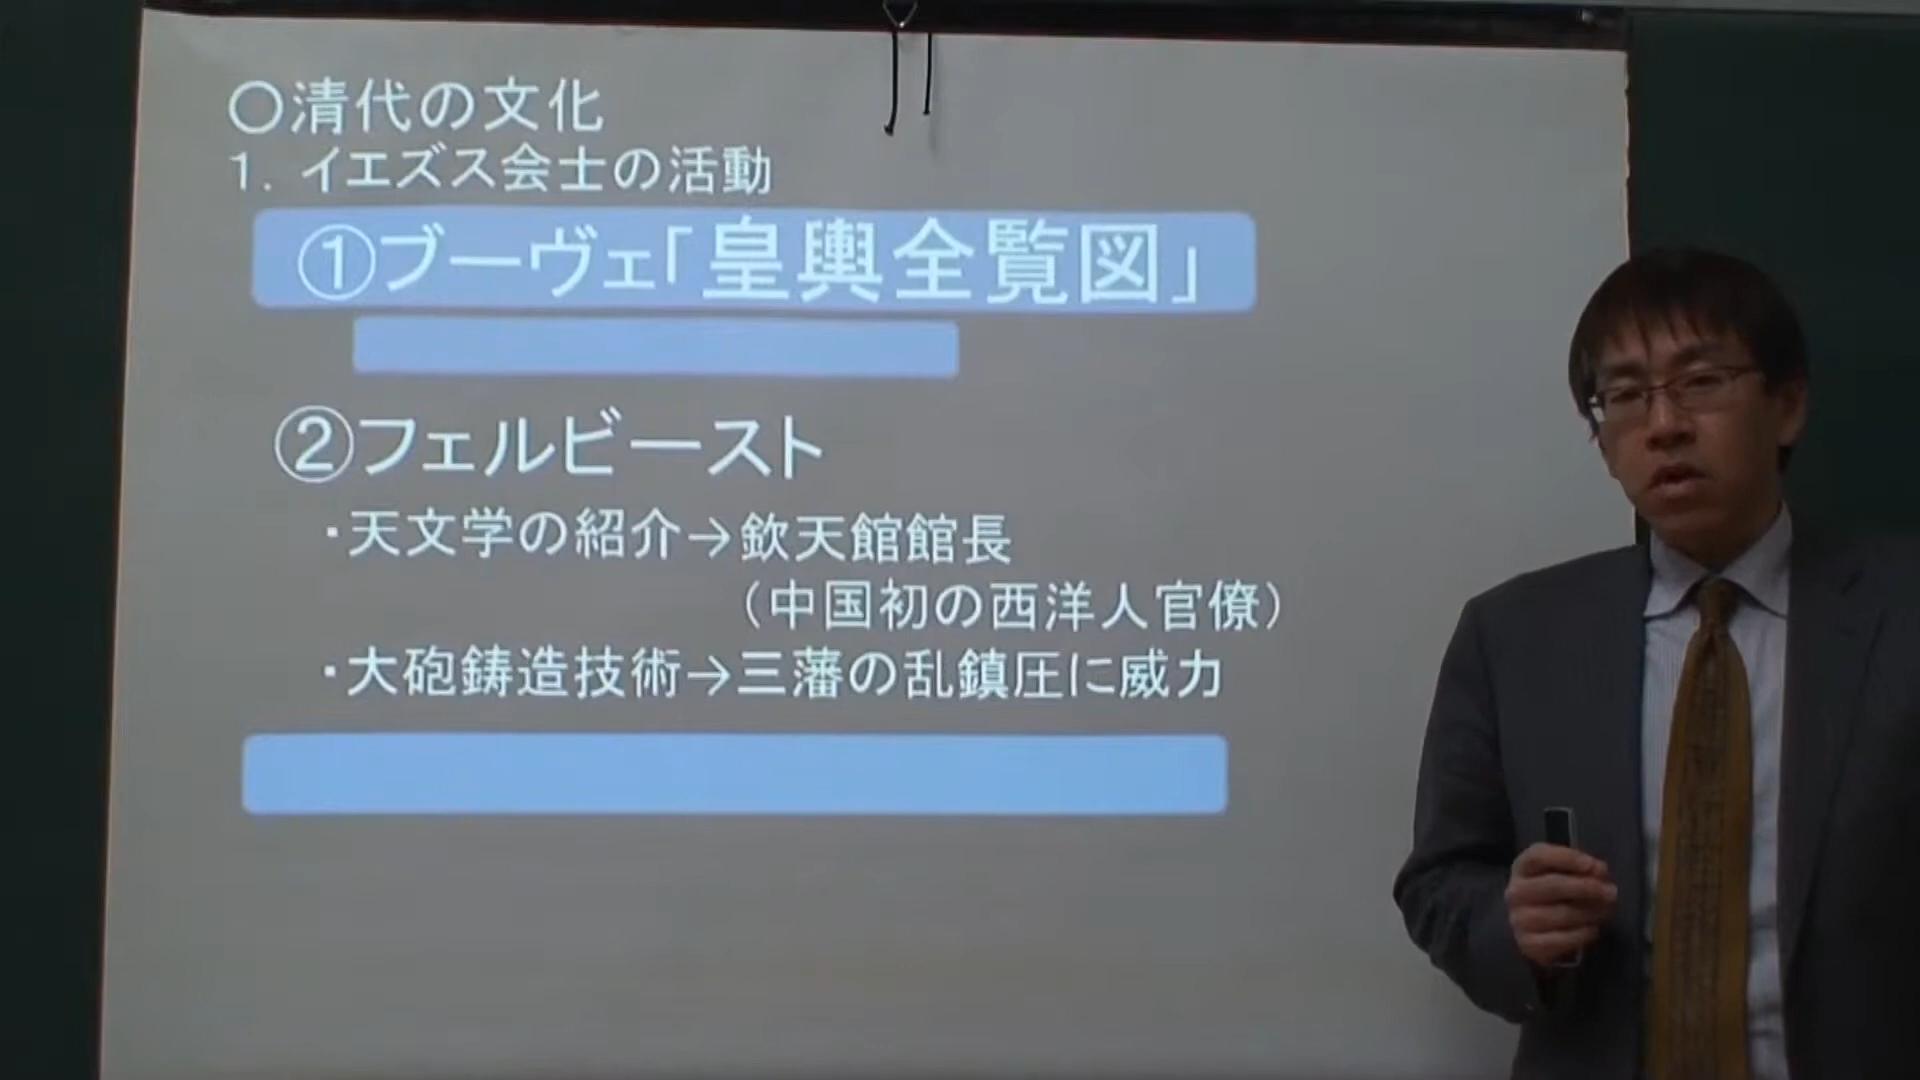 ○清代の文化
1．イエズス会士の活動
①ブーヴェ「皇輿全覧図」
②フェルビースト
・天文学の紹介→欽天館館長
（中国初の西洋人官僚）
・大砲鋳造技術→三藩の乱鎮圧に威力